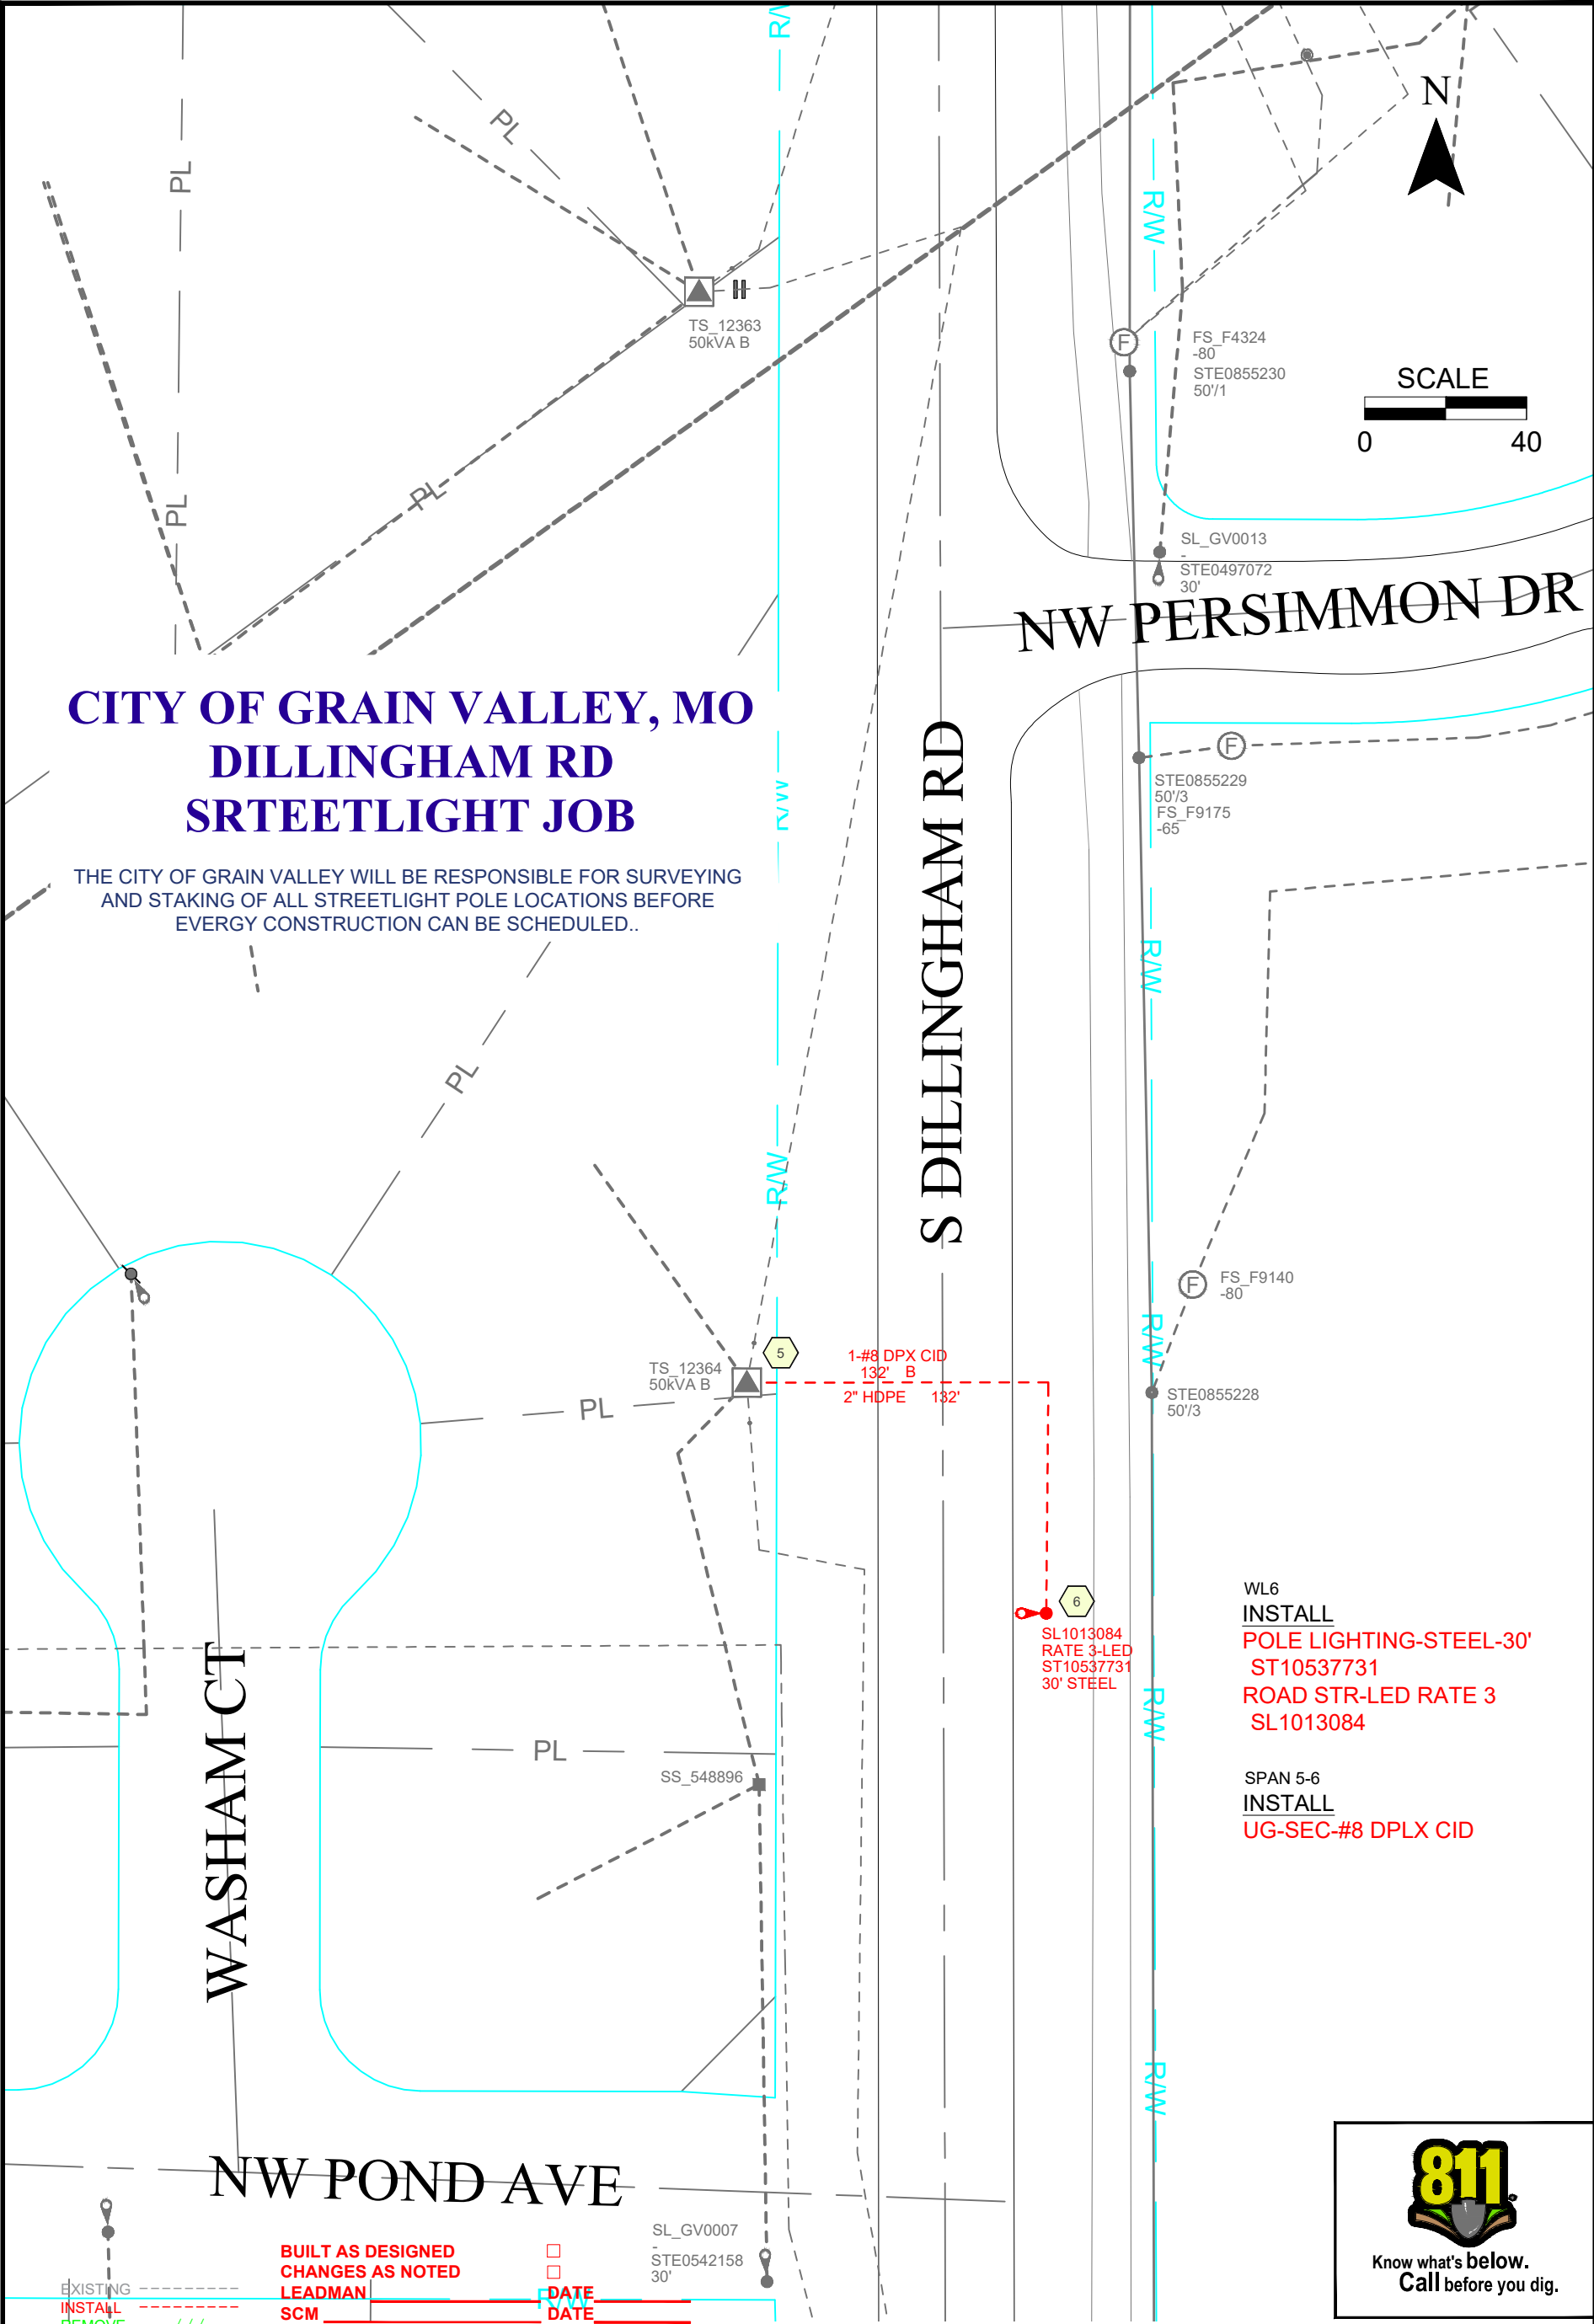 R/W
PL
PL
N
R/W
TS_12363
50kVA B
FS_F4324
-80
STE0855230
50'/1
SCALE
0 40
PL
PL
SL_GV0013
-
STE0497072
30'
NW PERSIMMON DR
CITY OF GRAIN VALLEY, MO
DILLINGHAM RD
SRTEETLIGHT JOB
THE CITY OF GRAIN VALLEY WILL BE RESPONSIBLE FOR SURVEYING
AND STAKING OF ALL STREETLIGHT POLE LOCATIONS BEFORE
EVERGY CONSTRUCTION CAN BE SCHEDULED..
R/W
F
F
STE0855229
50'/3
FS_F9175
-65
S DILLINGHAM RD
R/W
PL
R/W
F
FS_F9140
-80
R/W
5
TS_12364
50kVA B
1-#8 DPX CID
132' B
2" HDPE 132'
STE0855228
50'/3
PL
6
SL1013084
RATE 3-LED
ST10537731
30' STEEL
WL6
INSTALL
POLE LIGHTING-STEEL-30'
ST10537731
ROAD STR-LED RATE 3
SL1013084
R/W
WASHAM CT
PL
SS_548896
SPAN 5-6
INSTALL
UG-SEC-#8 DPLX CID
R/W
NW POND AVE
SL_GV0007
-
STE0542158
30'
BUILT AS DESIGNED
CHANGES AS NOTED
LEADMAN DATE
SCM DATE
R/W
EXISTING
INSTALL
811
Know what's below.
Call before you dig.